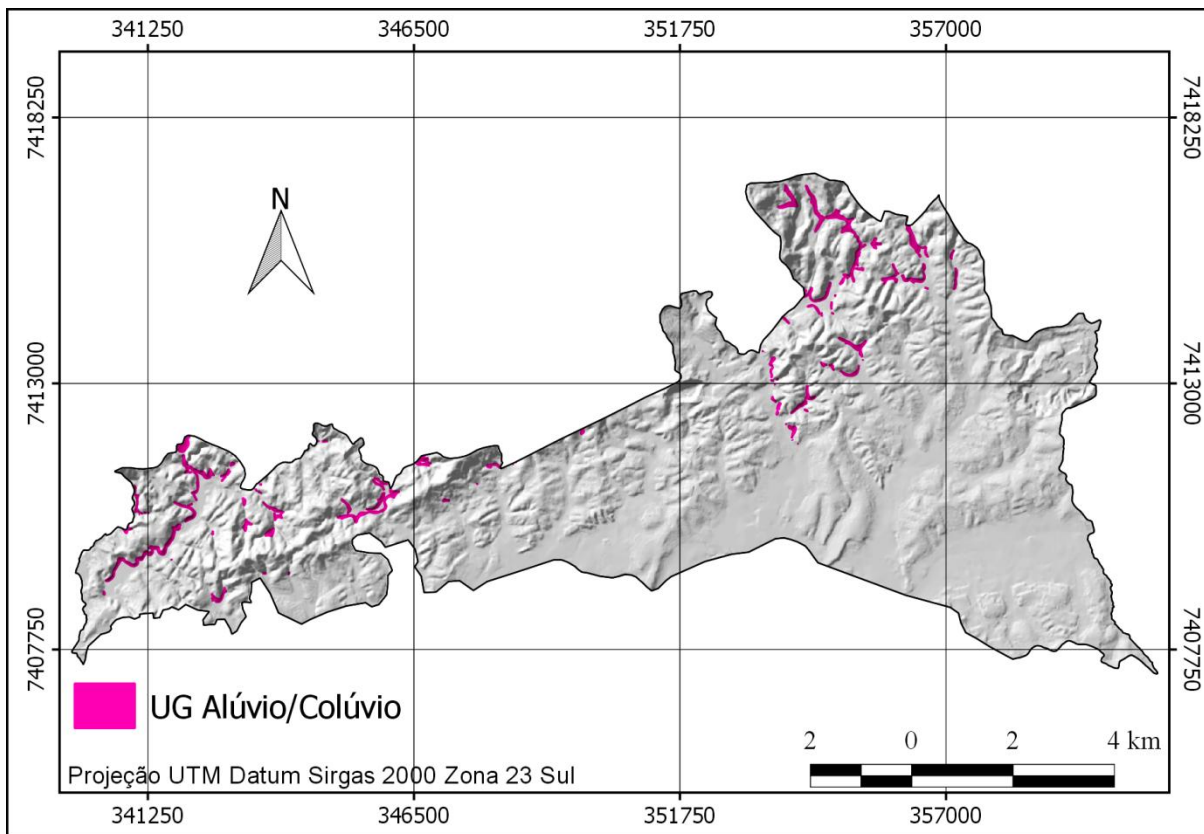 341250 346500 351750 357000
7418250 7418250
N
7413000 7413000
7407750 7407750
UG Alúvio/Colúvio
2 0 2 4 km
Projeção UTM Datum Sirgas 2000 Zona 23 Sul
341250 346500 351750 357000